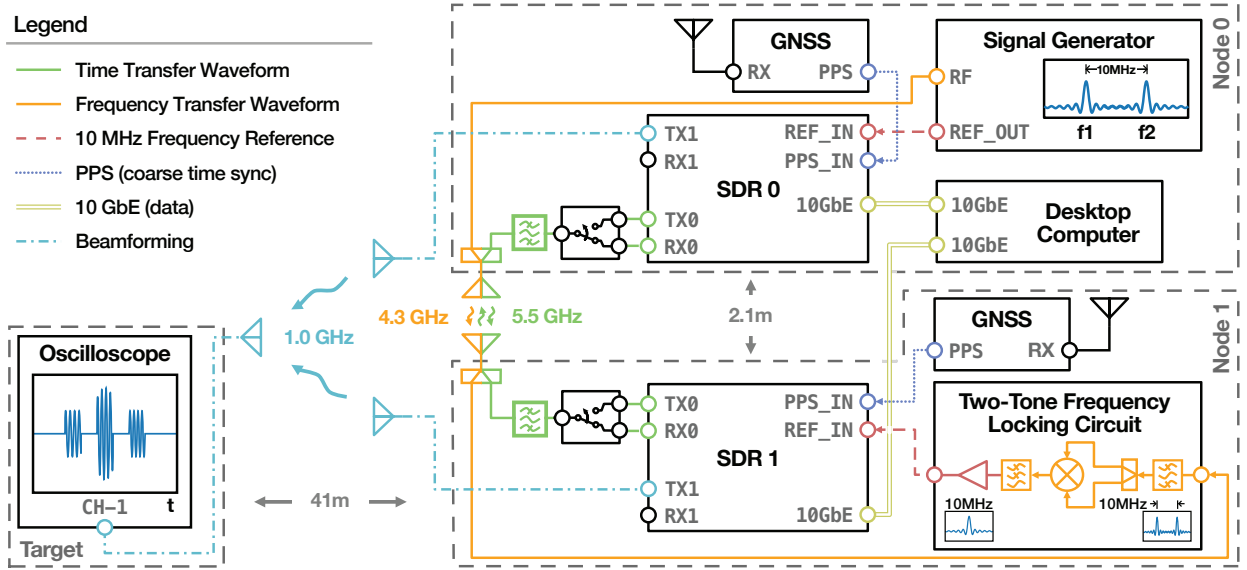 Legend
Time Transfer Waveform
Frequency Transfer Waveform
10 MHz Frequency Reference
PPS (coarse time sync)
10 GbE (data)
Beamforming
Node 0
GNSS
RX
PPS
Signal Generator
RF
10MHz
f1
f2
REF_OUT
TX1
RX1
SDR 0
REF_IN
PPS_IN
10GbE
TX0
RX0
10GbE
10GbE
Desktop
Computer
4.3 GHz
5.5 GHz
2.1m
1.0 GHz
Oscilloscope
CH-1
t
Target
41m
Node 1
GNSS
PPS
RX
TX0
RX0
SDR 1
PPS_IN
REF_IN
TX1
RX1
10GbE
Two-Tone Frequency
Locking Circuit
10MHz
10MHz